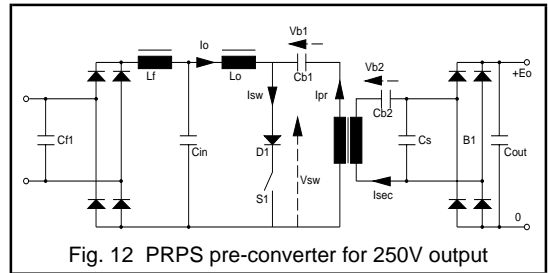 Vb1
Io
Vb2
+Eo
Lf
Lo
Cb1
Isw
Ipr
Cb2
Cf1
Cin
D1
Cs
B1
Cout
S1
Vsw
Isec
0
Fig. 12 PRPS pre-converter for 250V output